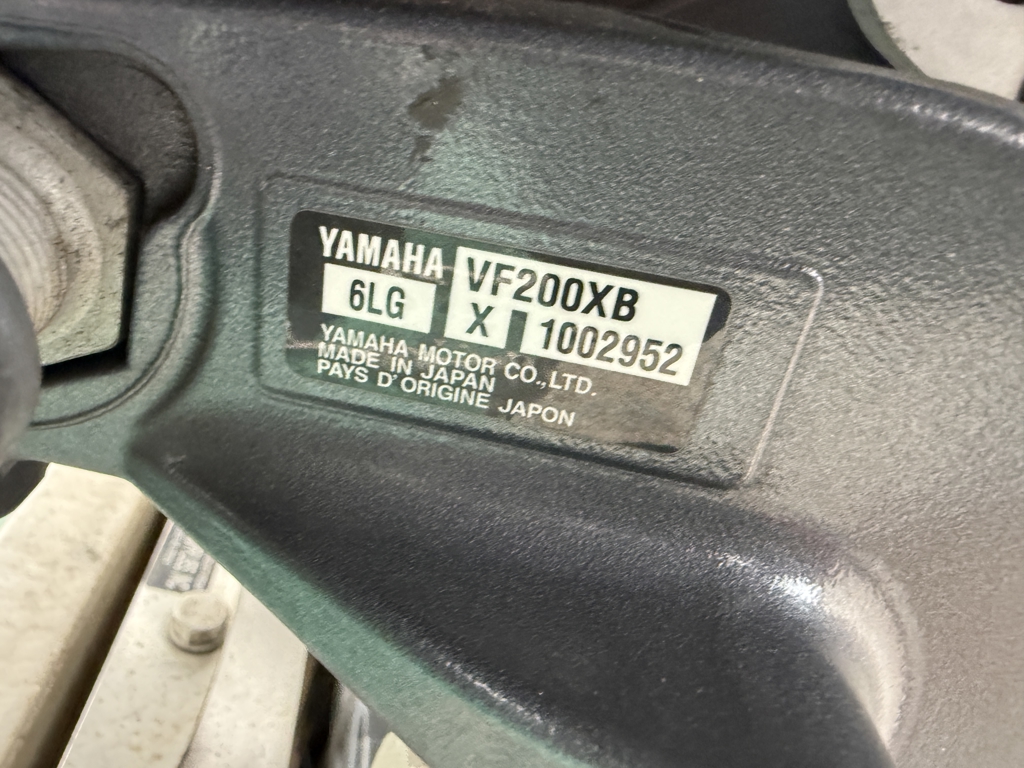 YAMAHA VF200XB
6LG X 1002952
YAMAHA MOTOR CO.,LTD.
MADE IN JAPAN
PAYS D'ORIGINE JAPON